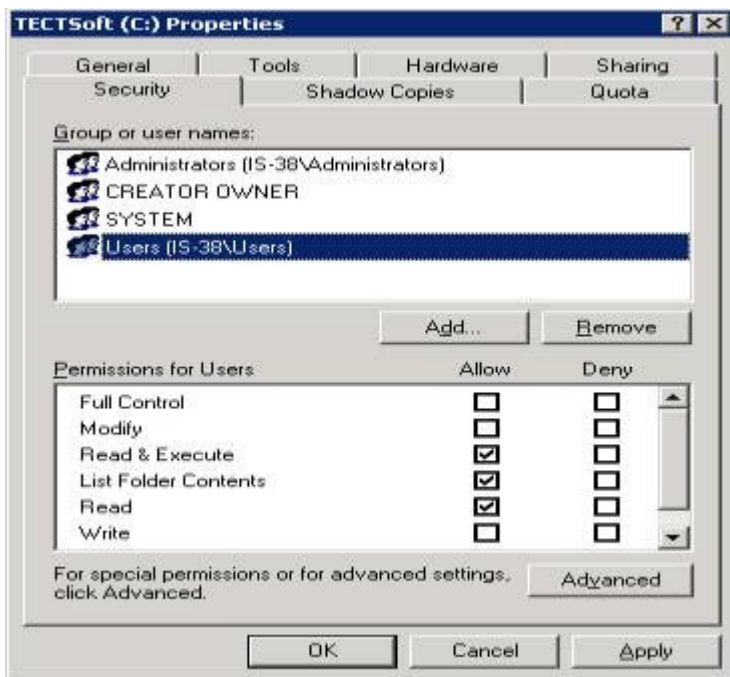 TECTSoft (C:) Properties
General Tools Hardware Sharing
Security Shadow Copies Quota
Group or user names:
Administrators (IS-38\Administrators)
CREATOR OWNER
SYSTEM
Users (IS-38\Users)
Add... Remove
Permissions for Users Allow Deny
Full Control
Modify
Read & Execute
List Folder Contents
Read
Write
For special permissions or for advanced settings, Advanced
click Advanced.
OK Cancel Apply